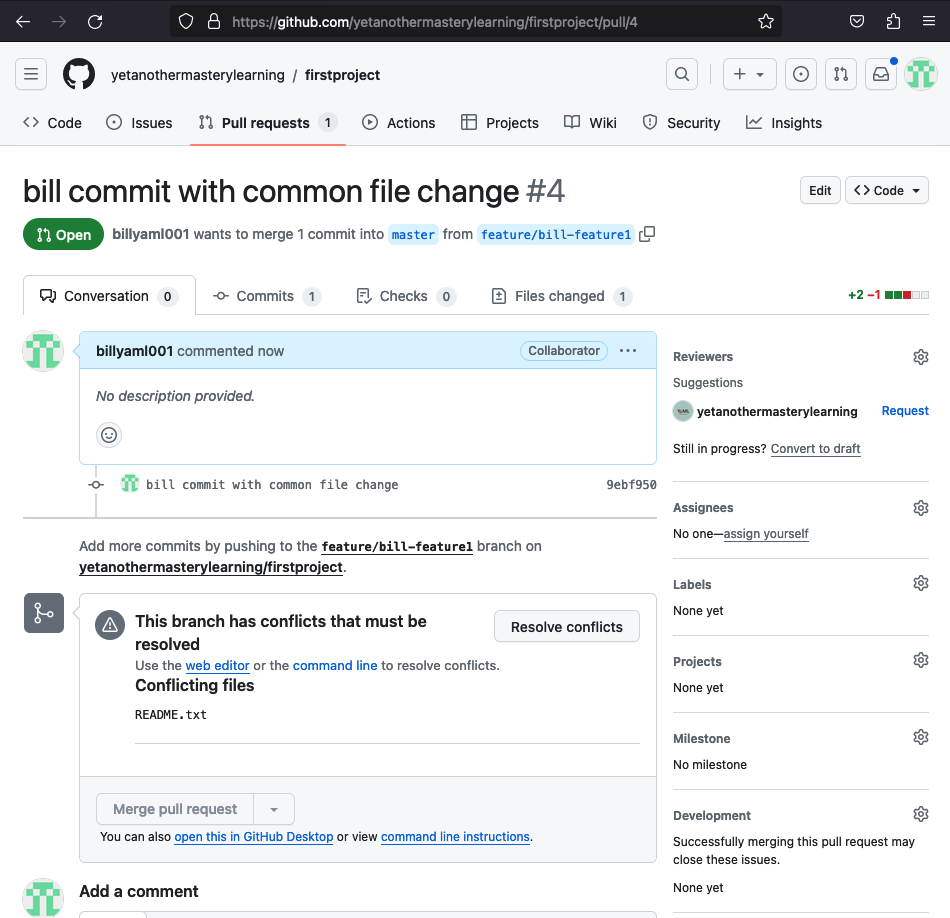 https://github.com/yetanothermasterylearning/firstproject/pull/4
yetanothermasterylearning / firstproject
Code Issues Pull requests 1 Actions Projects Wiki Security Insights
bill commit with common file change #4
Edit
Code
Open
billyaml001 wants to merge 1 commit into master from feature/bill-feature1
Conversation 0 Commits 1 Checks 0 Files changed 1
+2 −1
billyaml001 commented now
Collaborator
No description provided.
bill commit with common file change
9ebf950
Add more commits by pushing to the feature/bill-feature1 branch on
yetanothermasterylearning/firstproject.
This branch has conflicts that must be
resolved
Resolve conflicts
Use the web editor or the command line to resolve conflicts.
Conflicting files
README.txt
Merge pull request
You can also open this in GitHub Desktop or view command line instructions.
Add a comment
Reviewers
Suggestions
yetanothermasterylearning Request
Still in progress? Convert to draft
Assignees
No one—assign yourself
Labels
None yet
Projects
None yet
Milestone
No milestone
Development
Successfully merging this pull request may
close these issues.
None yet